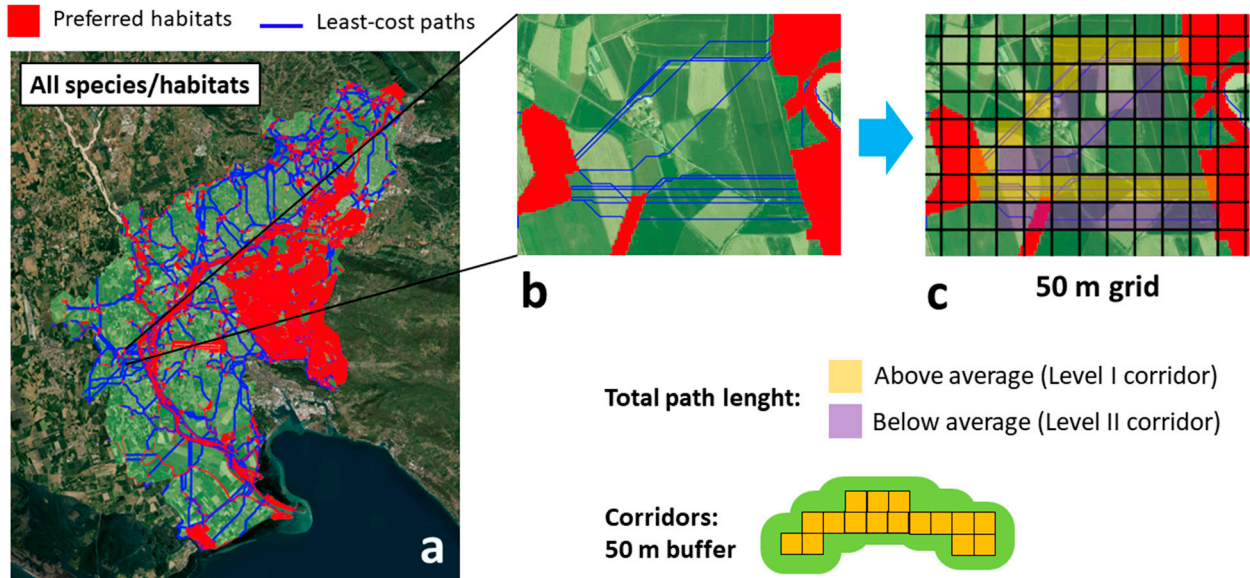 Preferred habitats
Least-cost paths
All species/habitats
a
b
c
50 m grid
Total path lenght:
Above average (Level I corridor)
Below average (Level II corridor)
Corridors:
50 m buffer